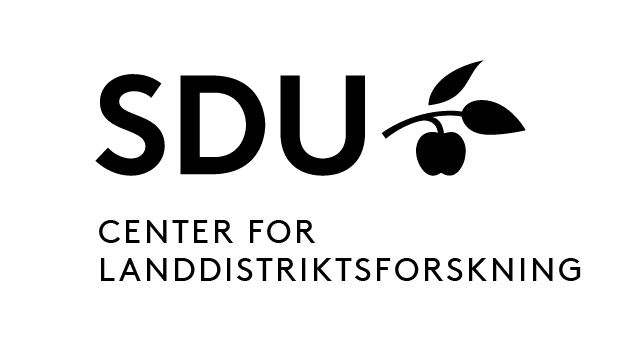 SDU
CENTER FOR
LANDDISTRIKTSFORSKNING